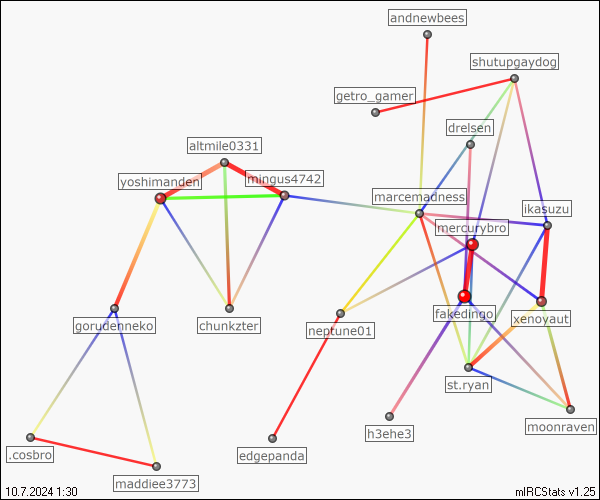 andnewbees
shutupgaydog
getro_gamer
drelsen
altmile0331
yoshimanden
mingus4742
marcemadness
ikasuzu
mercurybro
gorudenneko
chunkzter
neptune01
fakedingo
xenoyaut
st.ryan
h3ehe3
moonraven
.cosbro
edgepanda
maddiee3773
10.7.2024 1:30
mIRCStats v1.25